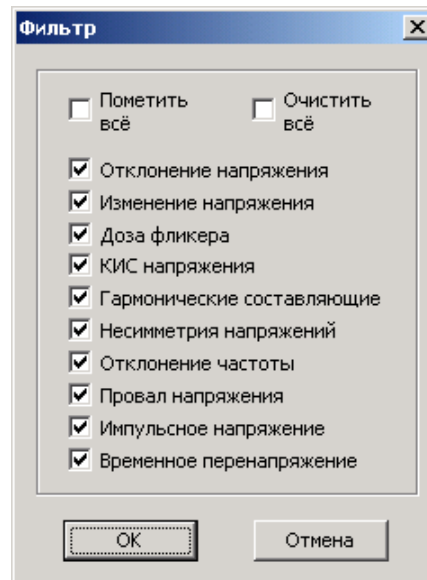 Фильтр
Пометить всё
Очистить всё
Отклонение напряжения
Изменение напряжения
Доза фликера
КИС напряжения
Гармонические составляющие
Несимметрия напряжений
Отклонение частоты
Провал напряжения
Импульсное напряжение
Временное перенапряжение
OK
Отмена